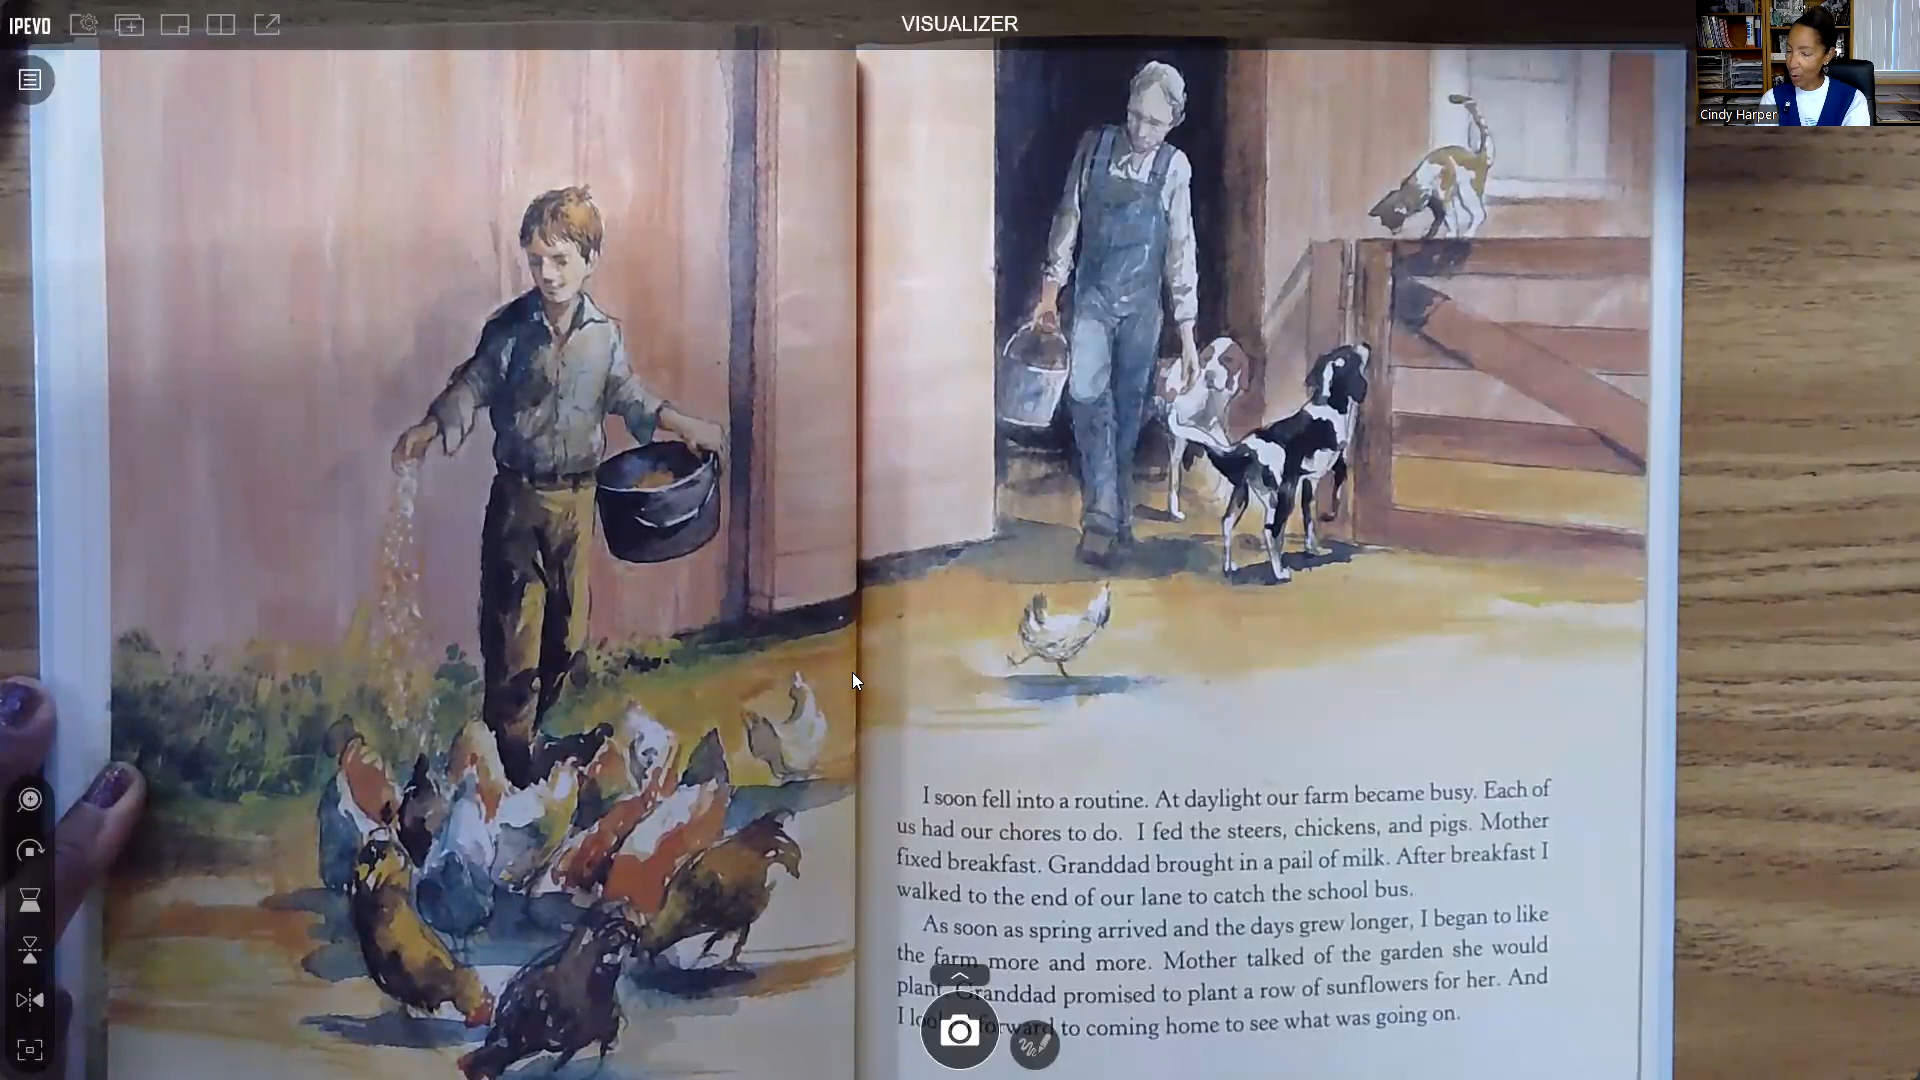 IPEVO
VISUALIZER
Cindy Harper
I soon fell into a routine. At daylight our farm became busy. Each of
us had our chores to do. I fed the steers, chickens, and pigs. Mother
fixed breakfast. Granddad brought in a pail of milk. After breakfast I
walked to the end of our lane to catch the school bus.
As soon as spring arrived and the days grew longer, I began to like
the farm more and more. Mother talked of the garden she would
plant. Granddad promised to plant a row of sunflowers for her. And
I forward to coming home to see what was going on.